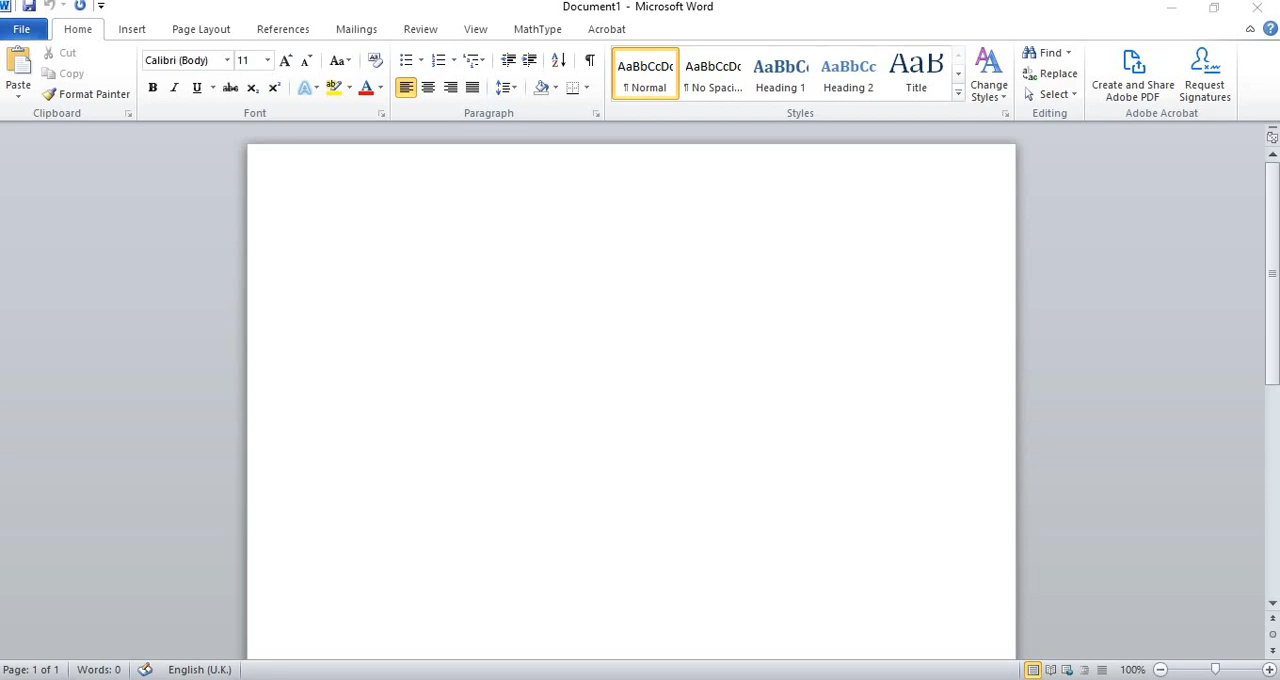 Document1 - Microsoft Word
File Home Insert Page Layout References Mailings Review View MathType Acrobat
Paste
Cut
Copy
Format Painter
Clipboard
Calibri (Body) 11
Font
Paragraph
AaBbCcDc AaBbCcDc AaBbCc AaBbCc AaB
¶ Normal ¶ No Spaci... Heading 1 Heading 2 Title
Change Styles
Styles
Find
Replace
Select
Editing
Create and Share
Adobe PDF
Request
Signatures
Adobe Acrobat
Page: 1 of 1 Words: 0 English (U.K.) 100%